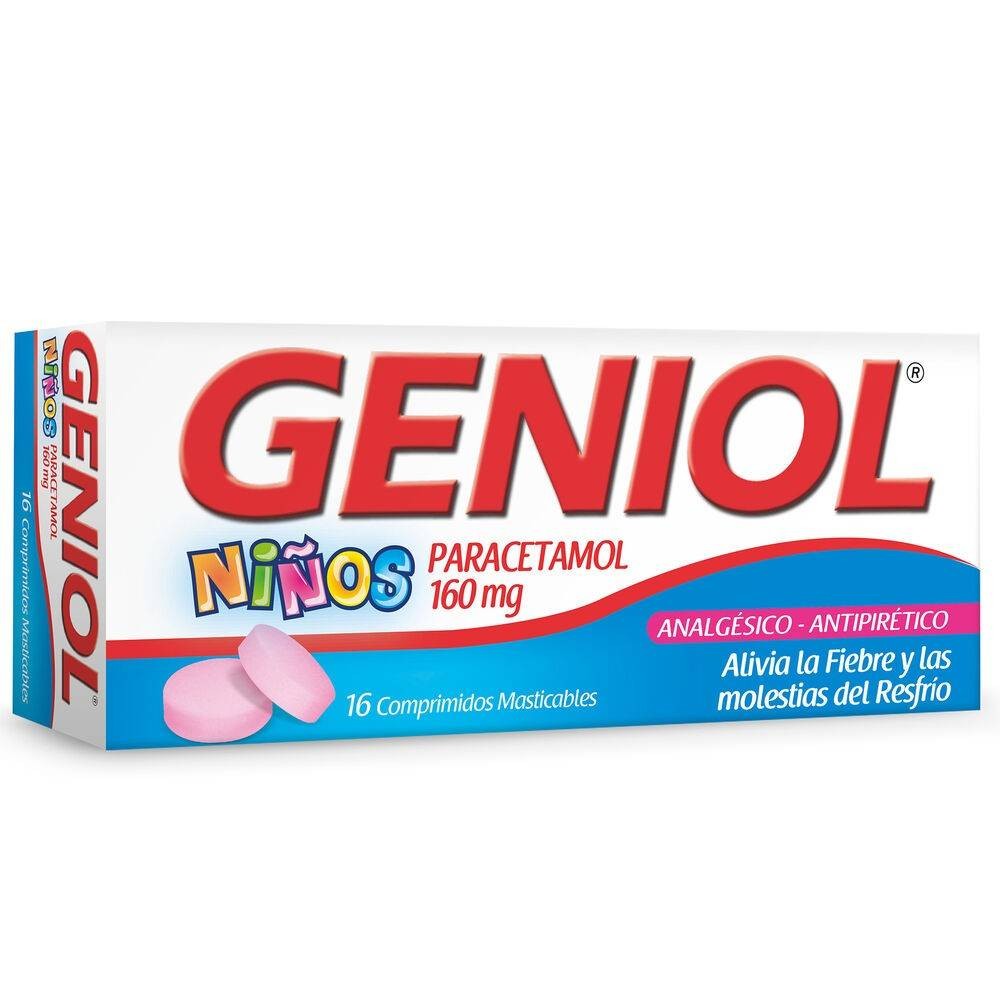 GENIOL®
NiÑOS
PARACETAMOL
160 mg
ANALGÉSICO - ANTIPIRÉTICO
Alivia la Fiebre y las
molestias del Resfrío
16 Comprimidos Masticables
GENIOL®
NiÑOS
PARACETAMOL
160 mg
16 Comprimidos Masticables